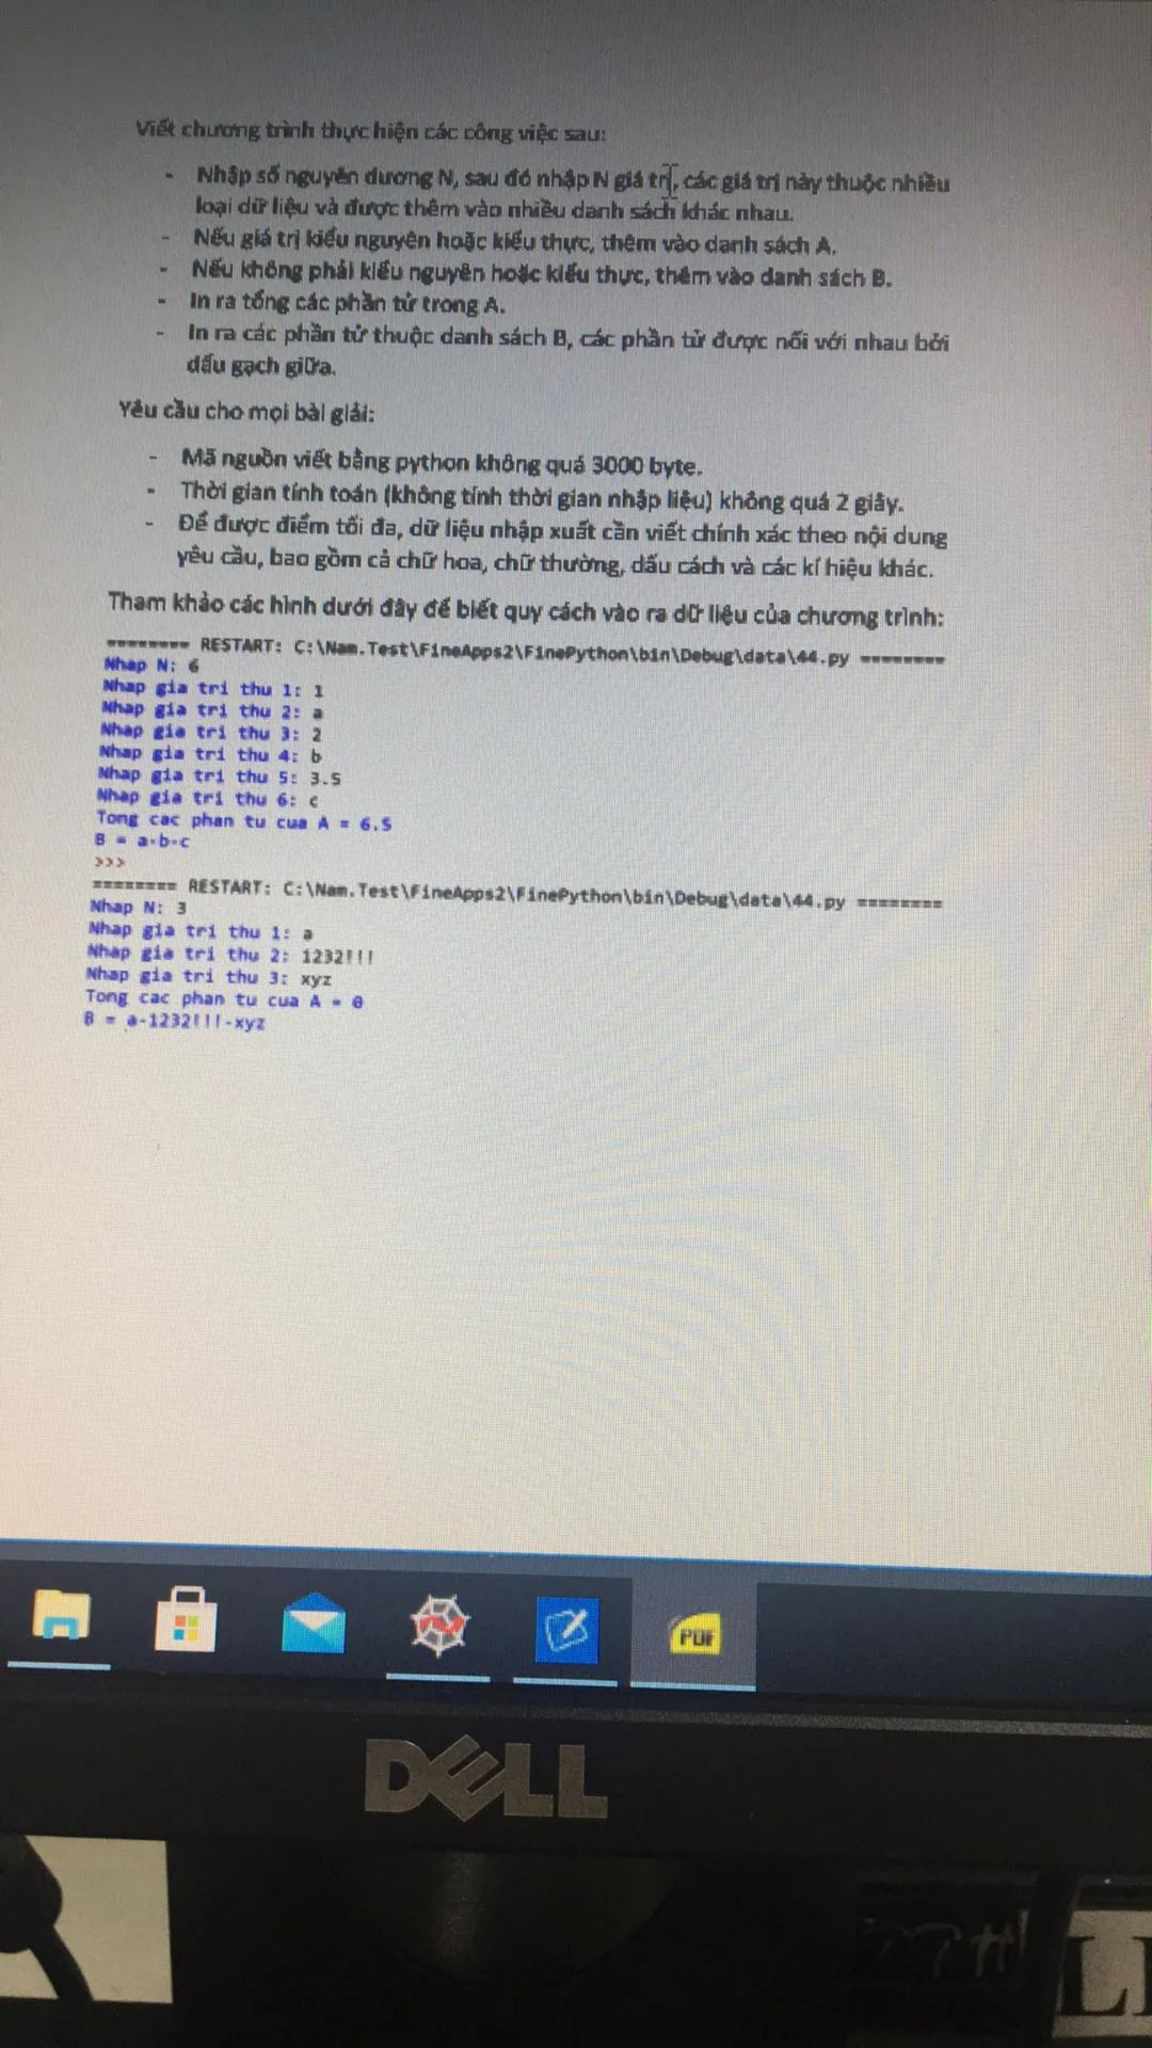 Viết chương trình thực hiện các công việc sau:
- Nhập số nguyên dương N, sau đó nhập N giá trị, các giá trị này thuộc nhiều
loại dữ liệu và được thêm vào nhiều danh sách khác nhau.
- Nếu giá trị kiểu nguyên hoặc kiểu thực, thêm vào danh sách A.
- Nếu không phải kiểu nguyên hoặc kiểu thực, thêm vào danh sách B.
- In ra tổng các phần tử trong A.
- In ra các phần tử thuộc danh sách B, các phần tử được nối với nhau bởi
dấu gạch giữa.
Yêu cầu cho mọi bài giải:
- Mã nguồn viết bằng python không quá 3000 byte.
- Thời gian tính toán (không tính thời gian nhập liệu) không quá 2 giây.
- Để được điểm tối đa, dữ liệu nhập xuất cần viết chính xác theo nội dung
yêu cầu, bao gồm cả chữ hoa, chữ thường, dấu cách và các kí hiệu khác.
Tham khảo các hình dưới đây để biết quy cách vào ra dữ liệu của chương trình:
======== RESTART: C:\Nam.Test\FineApps2\FinePython\bin\Debug\data\44.py ========
Nhap N: 6
Nhap gia tri thu 1: 1
Nhap gia tri thu 2: a
Nhap gia tri thu 3: 2
Nhap gia tri thu 4: b
Nhap gia tri thu 5: 3.5
Nhap gia tri thu 6: c
Tong cac phan tu cua A = 6.5
B = a-b-c
>>>
======== RESTART: C:\Nam.Test\FineApps2\FinePython\bin\Debug\data\44.py ========
Nhap N: 3
Nhap gia tri thu 1: a
Nhap gia tri thu 2: 1232!!!
Nhap gia tri thu 3: xyz
Tong cac phan tu cua A = 0
B = a-1232!!!-xyz
PDF
DELL